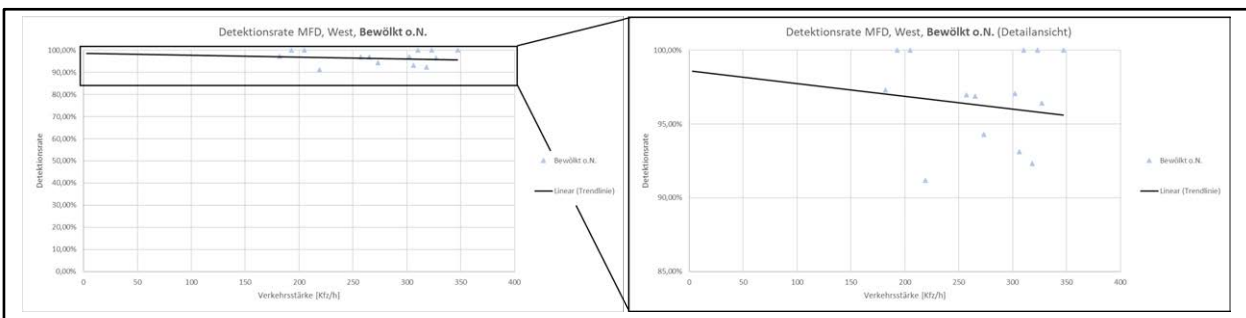 Detektionsrate MFD, West, Bewölkt o.N.
100,00%
90,00%
80,00%
70,00%
60,00%
50,00%
40,00%
30,00%
20,00%
10,00%
0,00%
Detektionsrate
0 50 100 150 200 250 300 350 400
Verkehrsstärke [Kfz/h]
Bewölkt o.N.
Linear (Trendlinie)
Detektionsrate MFD, West, Bewölkt o.N. (Detailansicht)
100,00%
95,00%
90,00%
85,00%
Detektionsrate
0 50 100 150 200 250 300 350 400
Verkehrsstärke [Kfz/h]
Bewölkt o.N.
Linear (Trendlinie)